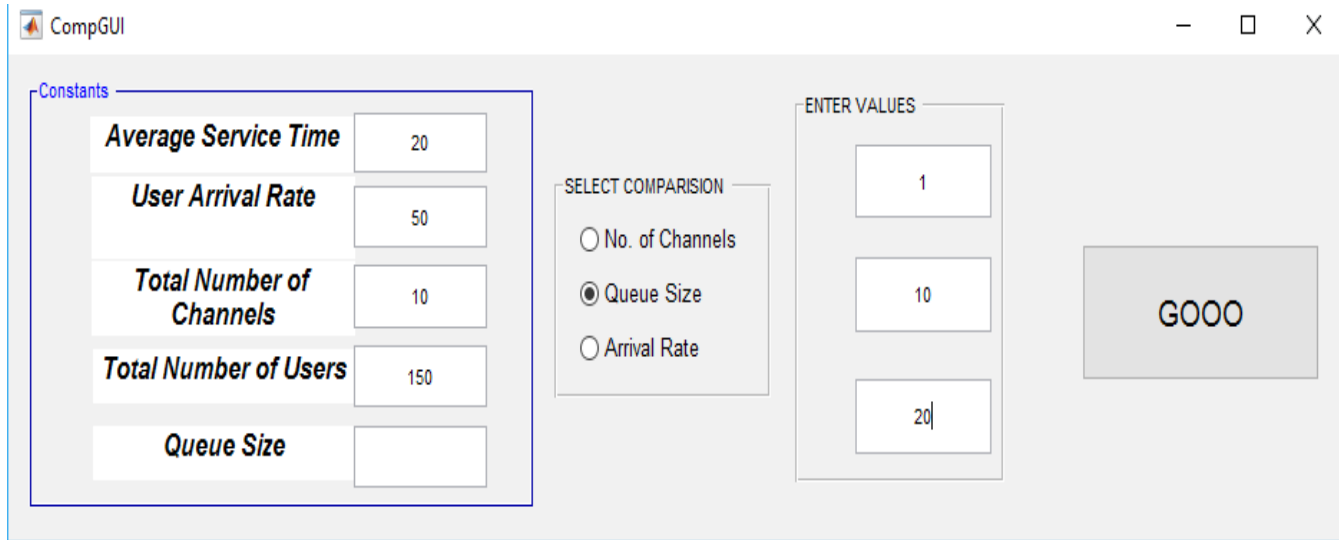 CompGUI
Constants
Average Service Time
20
User Arrival Rate
50
Total Number of
Channels
10
Total Number of Users
150
Queue Size
SELECT COMPARISION
No. of Channels
Queue Size
Arrival Rate
ENTER VALUES
1
10
20
GOOO